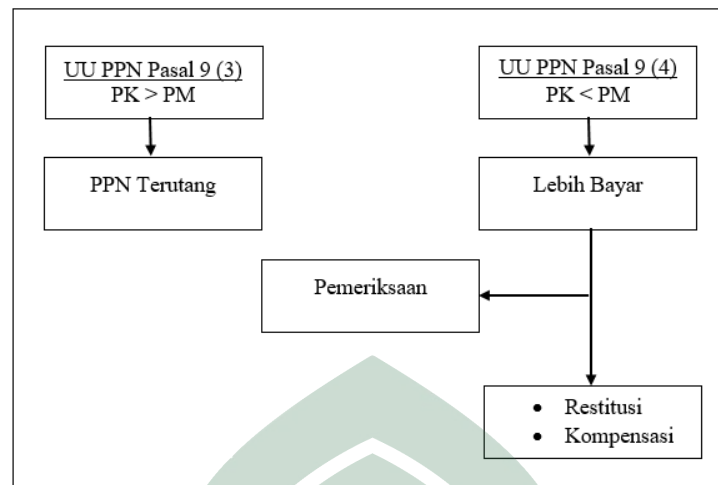 UU PPN Pasal 9 (3)
PK > PM
PPN Terutang
UU PPN Pasal 9 (4)
PK < PM
Lebih Bayar
Pemeriksaan
• Restitusi
• Kompensasi